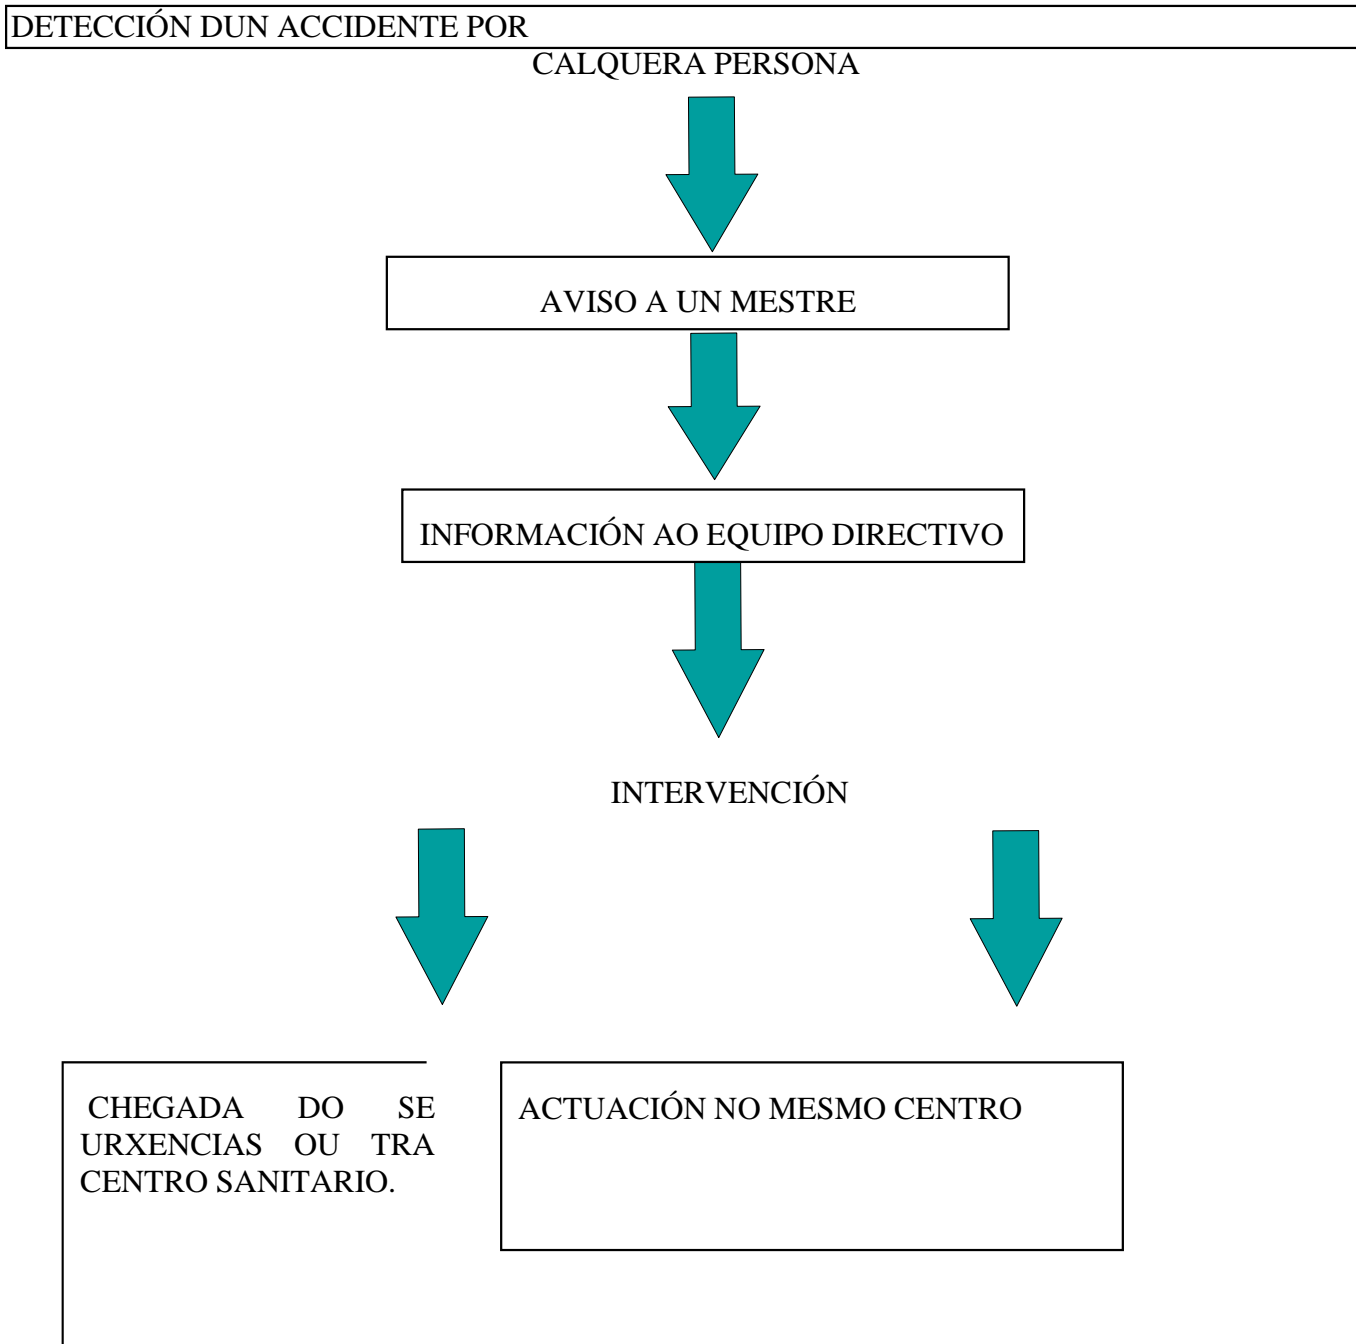 DETECCIÓN DUN ACCIDENTE POR
CALQUERA PERSONA
AVISO A UN MESTRE
INFORMACIÓN AO EQUIPO DIRECTIVO
INTERVENCIÓN
CHEGADA DO SE
URXENCIAS OU TRA
CENTRO SANITARIO.
ACTUACIÓN NO MESMO CENTRO